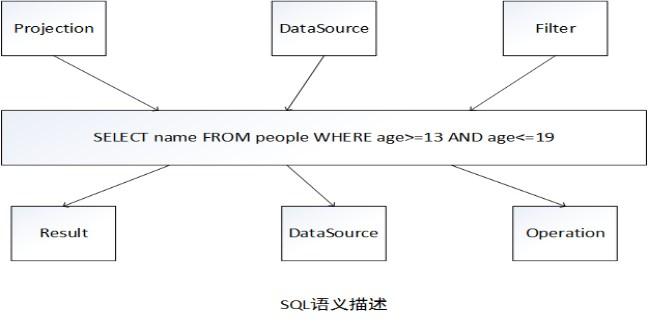 Projection
DataSource
Filter
SELECT name FROM people WHERE age>=13 AND age<=19
Result
DataSource
Operation
SQL语义描述